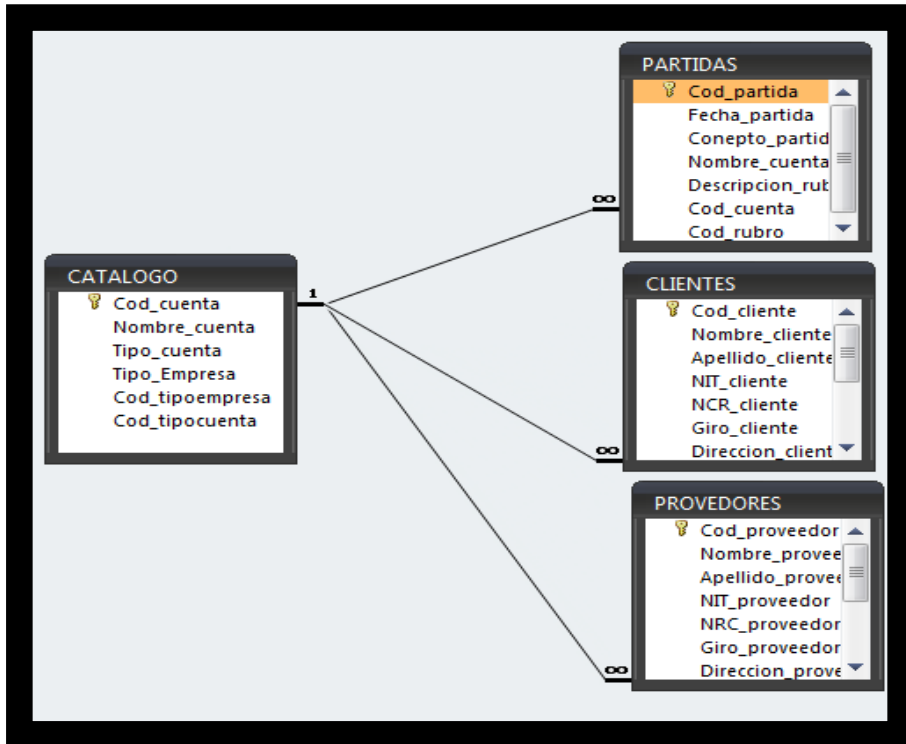 PARTIDAS
Cod_partida
Fecha_partida
Conepto_partid
Nombre_cuenta
Descripcion_rub
Cod_cuenta
Cod_rubro
∞
CATALOGO
Cod_cuenta
Nombre_cuenta
Tipo_cuenta
Tipo_Empresa
Cod_tipoempresa
Cod_tipocuenta
1
CLIENTES
Cod_cliente
Nombre_cliente
Apellido_cliente
NIT_cliente
NCR_cliente
Giro_cliente
Direccion_client
∞
PROVEDORES
Cod_proveedor
Nombre_provee
Apellido_provee
NIT_proveedor
NRC_proveedor
Giro_proveedor
Direccion_prove
∞